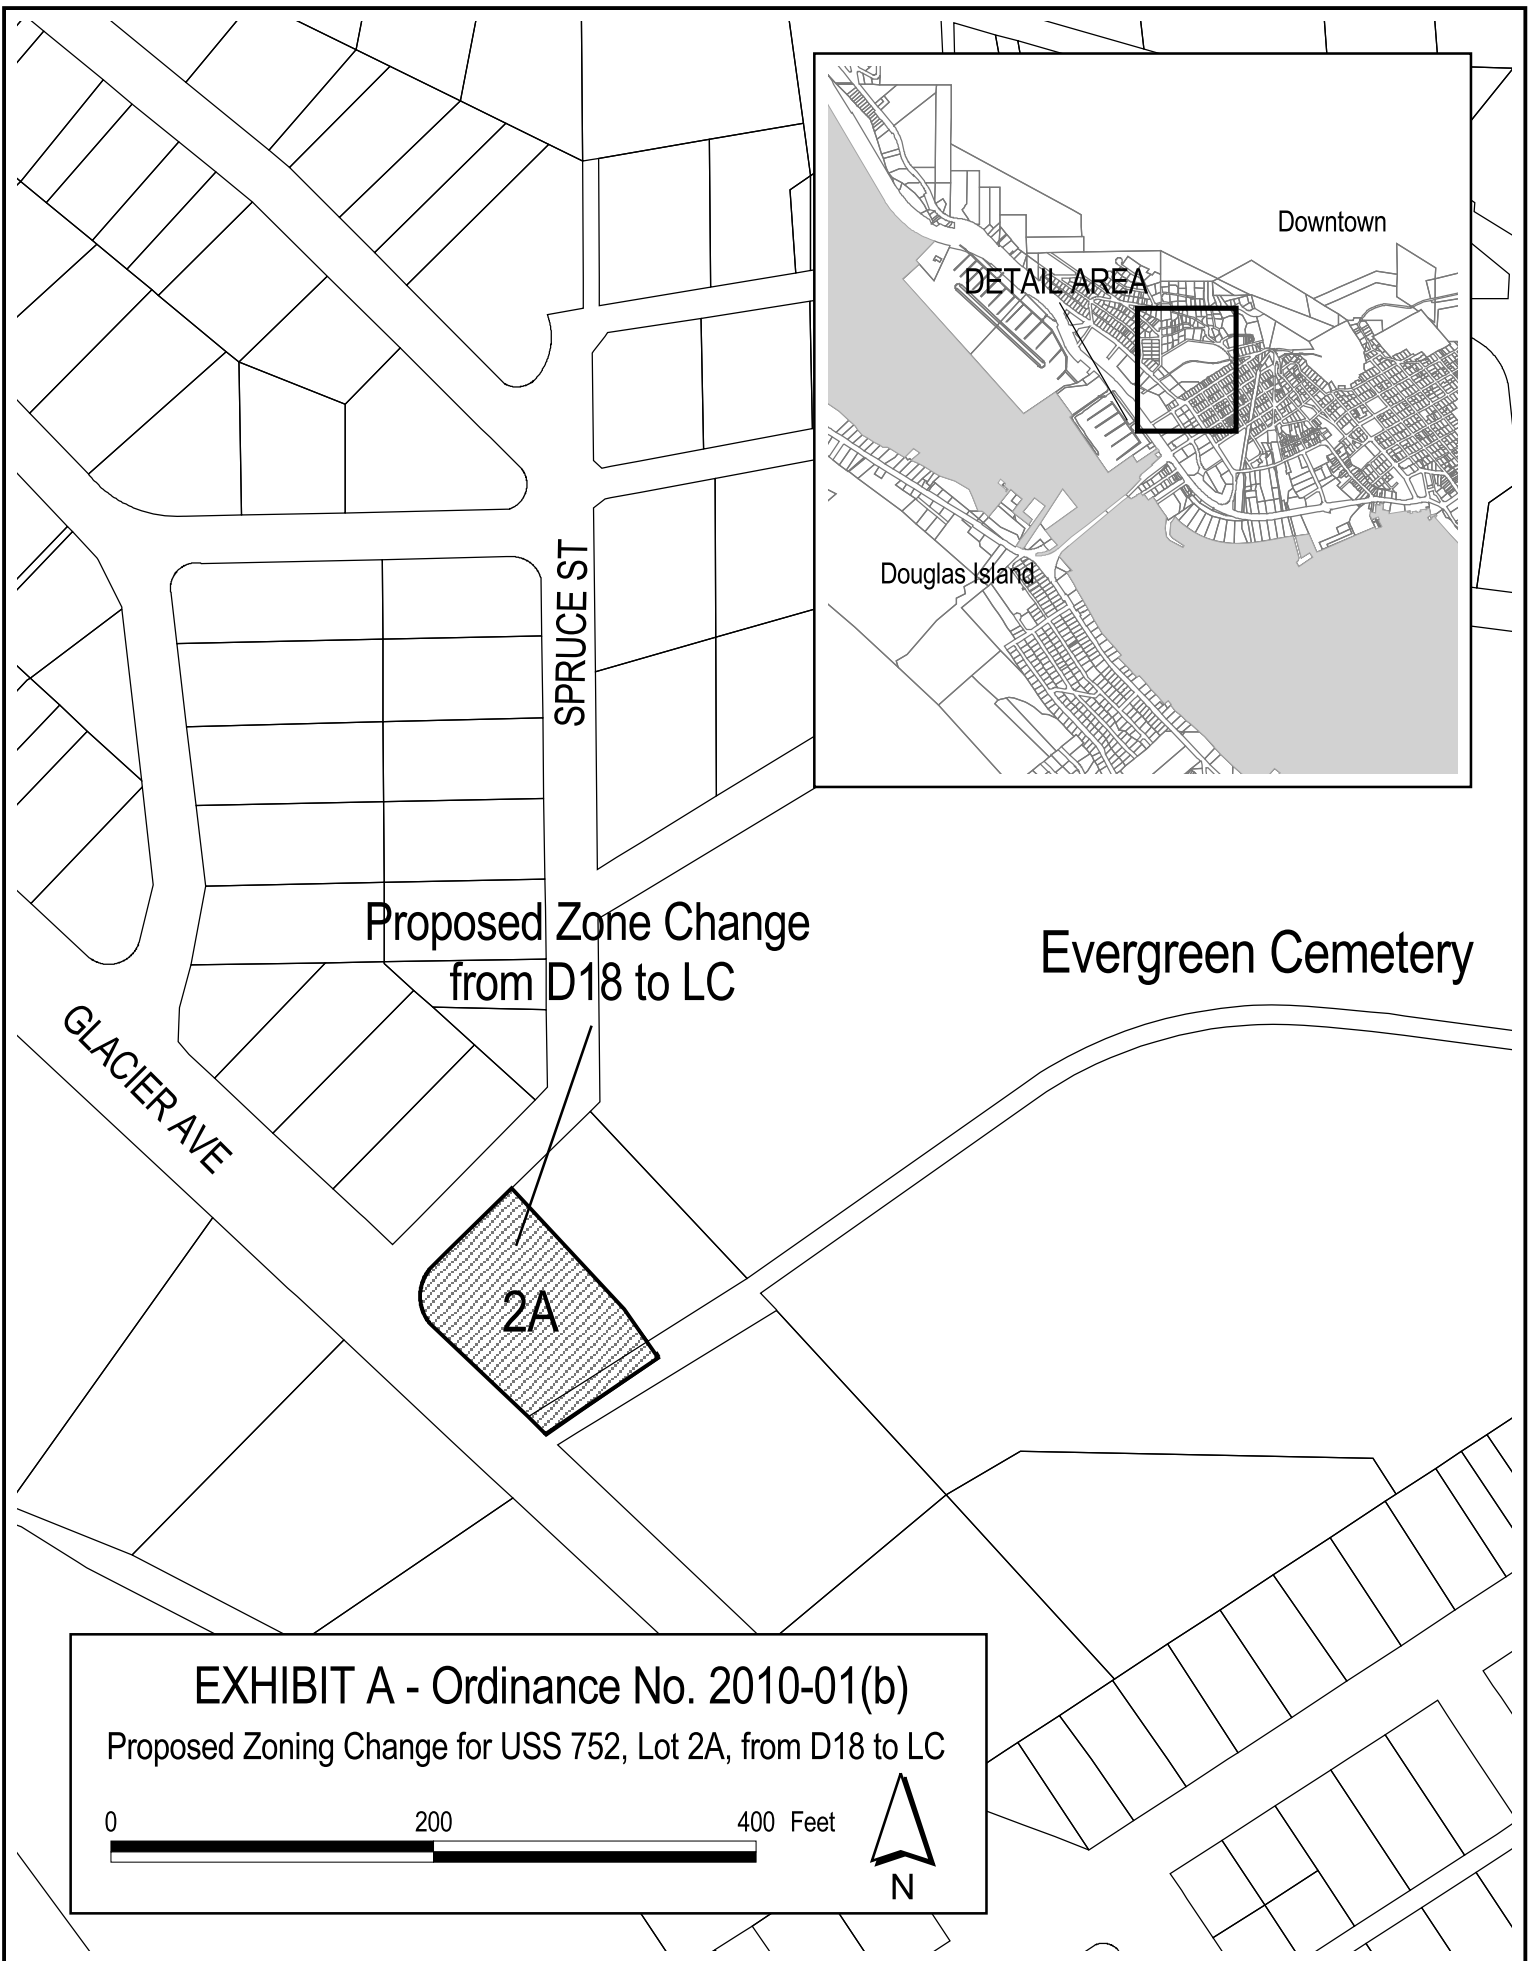 Downtown
DETAIL AREA
Douglas Island
SPRUCE ST
Proposed Zone Change
from D18 to LC
Evergreen Cemetery
GLACIER AVE
2A
EXHIBIT A - Ordinance No. 2010-01(b)
Proposed Zoning Change for USS 752, Lot 2A, from D18 to LC
0 200 400 Feet
N